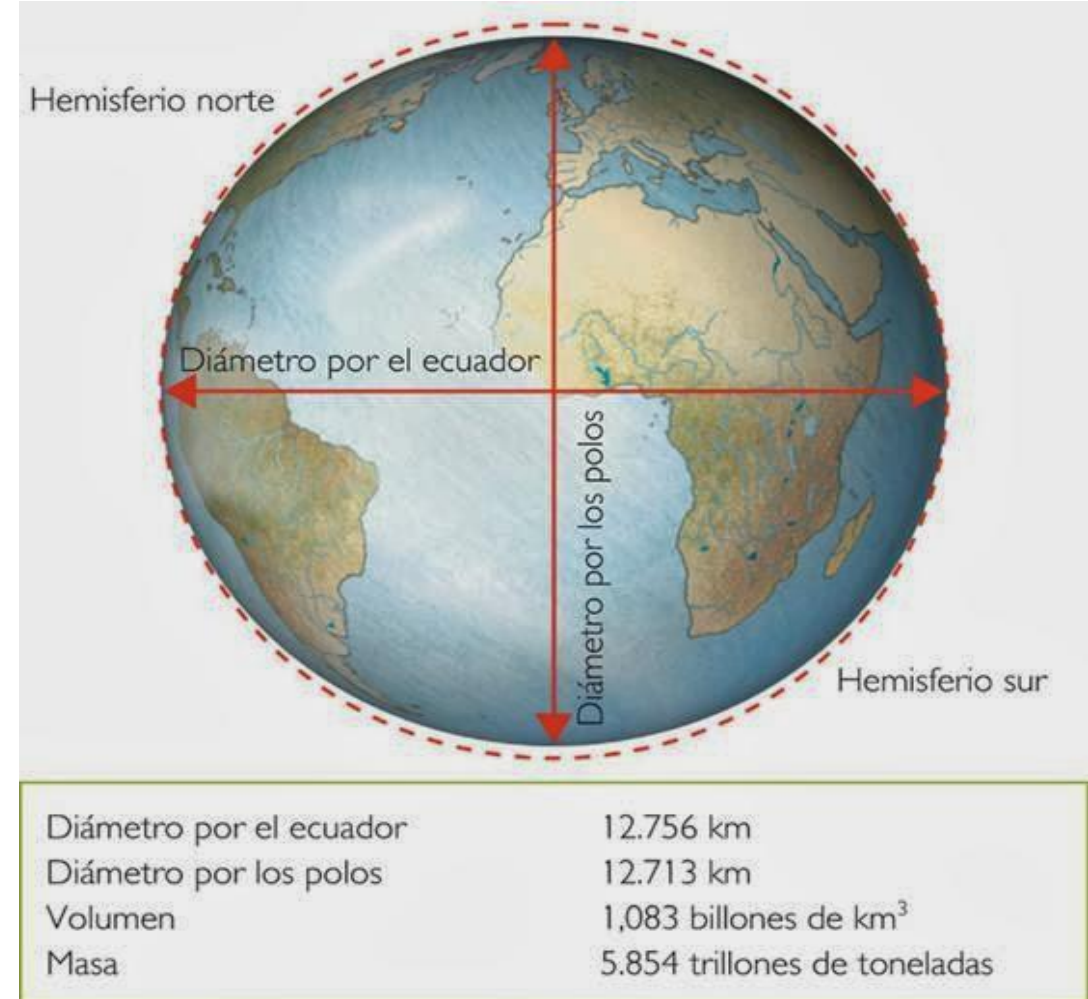 Hemisferio norte
Diámetro por el ecuador
Diámetro por los polos
Hemisferio sur
Diámetro por el ecuador 12.756 km
Diámetro por los polos 12.713 km
Volumen 1,083 billones de km³
Masa 5.854 trillones de toneladas